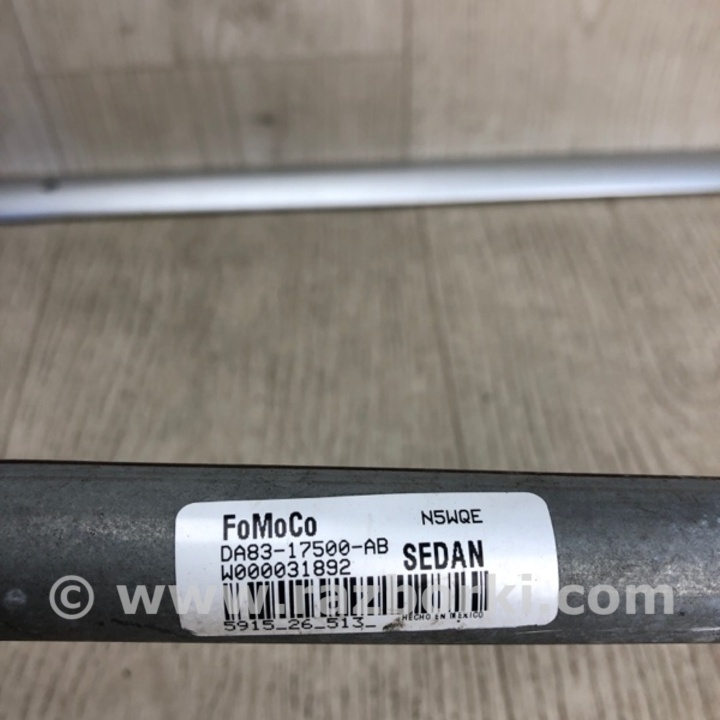 FoMoCo N5WQE
DA83-17500-AB SEDAN
W000031892
5915_26_513_ HECHO EN MEXICO
© www.razborki.com